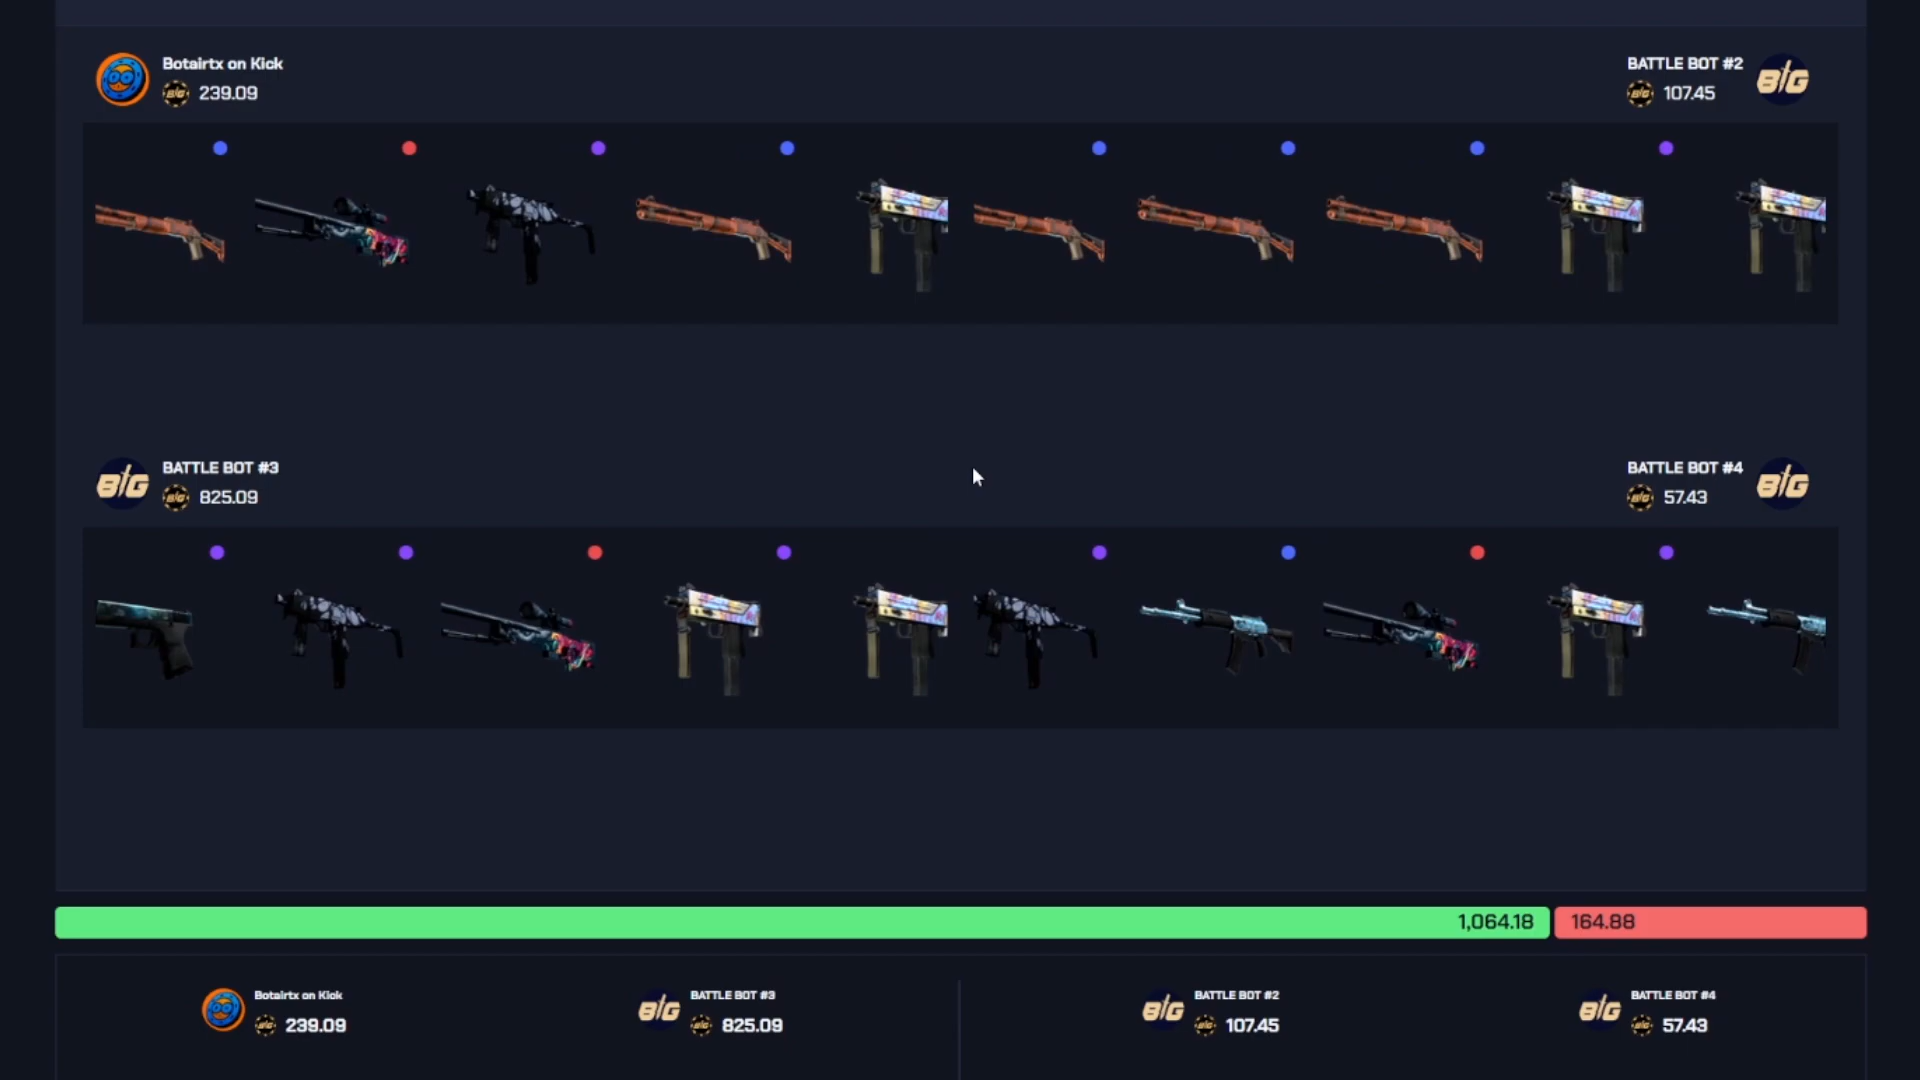 Botairtx on Kick
239.09
BATTLE BOT #2
107.45
BATTLE BOT #3
825.09
BATTLE BOT #4
57.43
1,064.18
164.88
Botairtx on Kick
239.09
BATTLE BOT #3
825.09
BATTLE BOT #2
107.45
BATTLE BOT #4
57.43